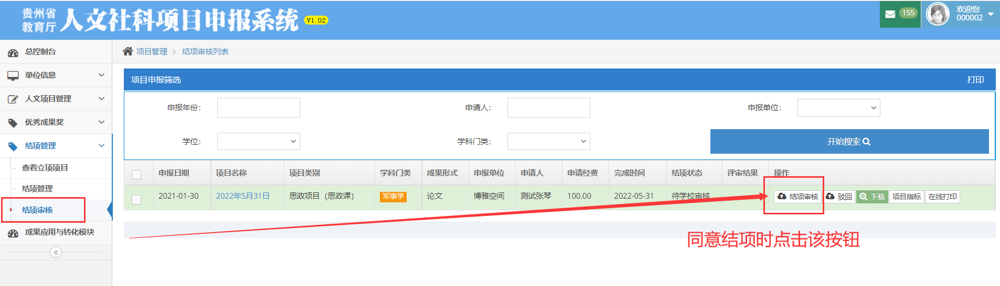 贵州省
教育厅
人文社科项目申报系统 V1.02
155
欢迎您
000002
总控制台
单位信息
人文项目管理
优秀成果奖
结项管理
查看立项项目
结项管理
结项审核
成果应用与转化模块
项目管理 > 结项审核列表
项目申报筛选 打印
申报年份: 申请人: 申报单位:
学位: 学科门类: 开始搜索
申报日期 项目名称 项目类别 学科门类 成果形式 申报单位 申请人 申请经费 完成时间 结项状态 评审结果 操作
2021-01-30 2022年5月31日 思政项目（思政课） 军事学 论文 博雅空间 测试张琴 100.00 2022-05-31 待学校审核 结项审核 驳回 下载 项目指标 在线打印
同意结项时点击该按钮